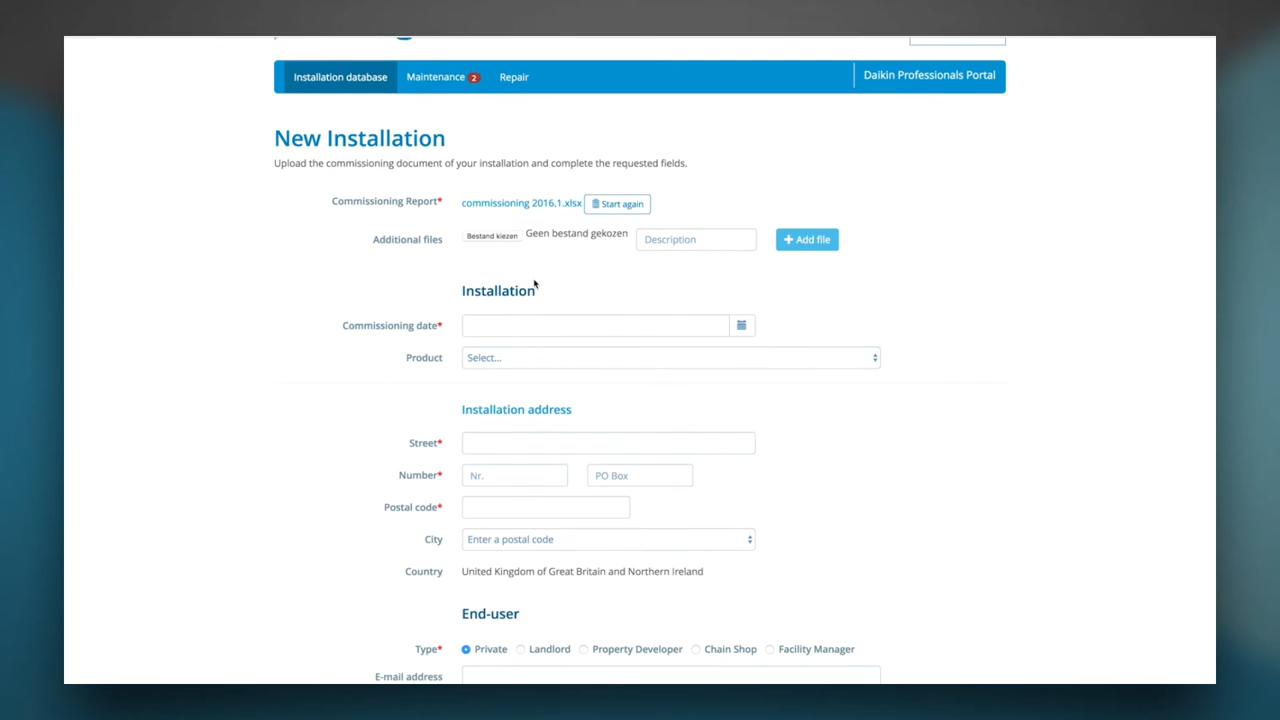 Installation database Maintenance 2 Repair Daikin Professionals Portal
New Installation
Upload the commissioning document of your installation and complete the requested fields.
Commissioning Report* commissioning 2016.1.xlsx Start again
Additional files Bestand kiezen Geen bestand gekozen Description + Add file
Installation
Commissioning date*
Product Select...
Installation address
Street*
Number* Nr. PO Box
Postal code*
City Enter a postal code
Country United Kingdom of Great Britain and Northern Ireland
End-user
Type* Private Landlord Property Developer Chain Shop Facility Manager
E-mail address